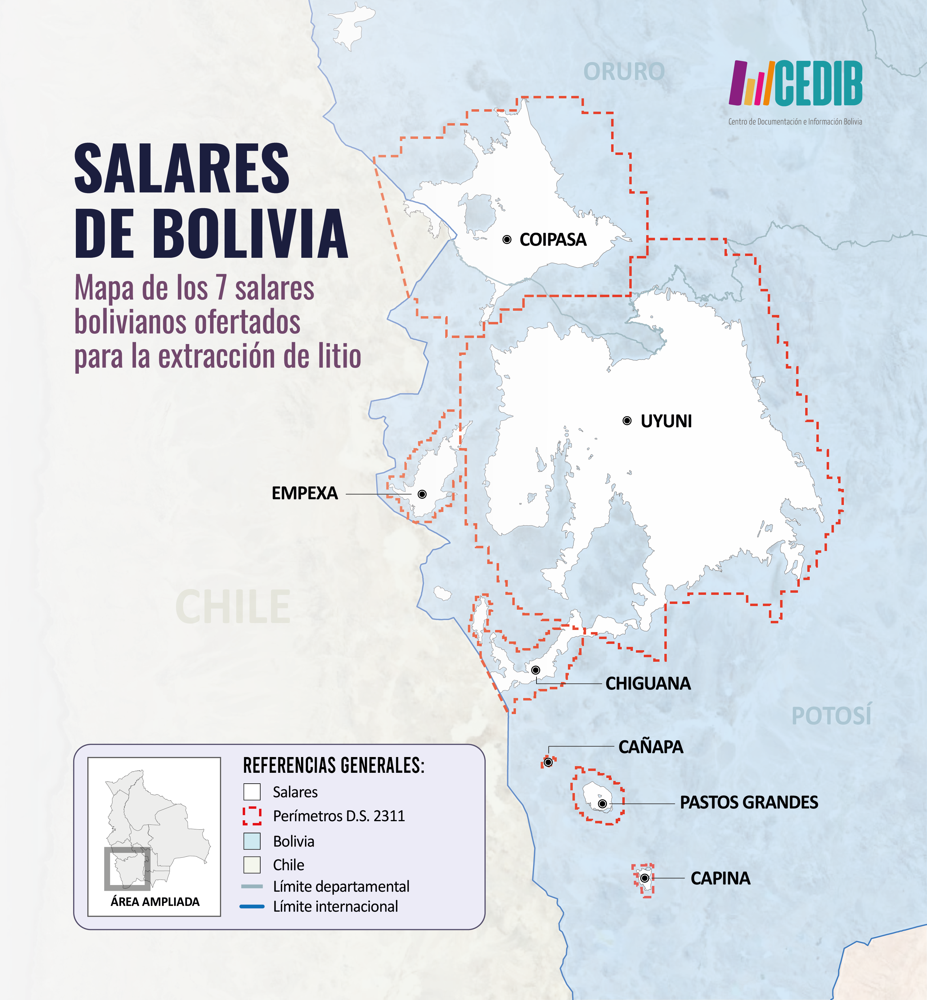 ORURO
CEDIB
Centro de Documentación e Información Bolivia
SALARES
DE BOLIVIA
Mapa de los 7 salares
bolivianos ofertados
para la extracción de litio
COIPASA
UYUNI
EMPEXA
CHILE
CHIGUANA
POTOSÍ
CAÑAPA
PASTOS GRANDES
CAPINA
REFERENCIAS GENERALES:
Salares
Perímetros D.S. 2311
Bolivia
Chile
Límite departamental
Límite internacional
ÁREA AMPLIADA